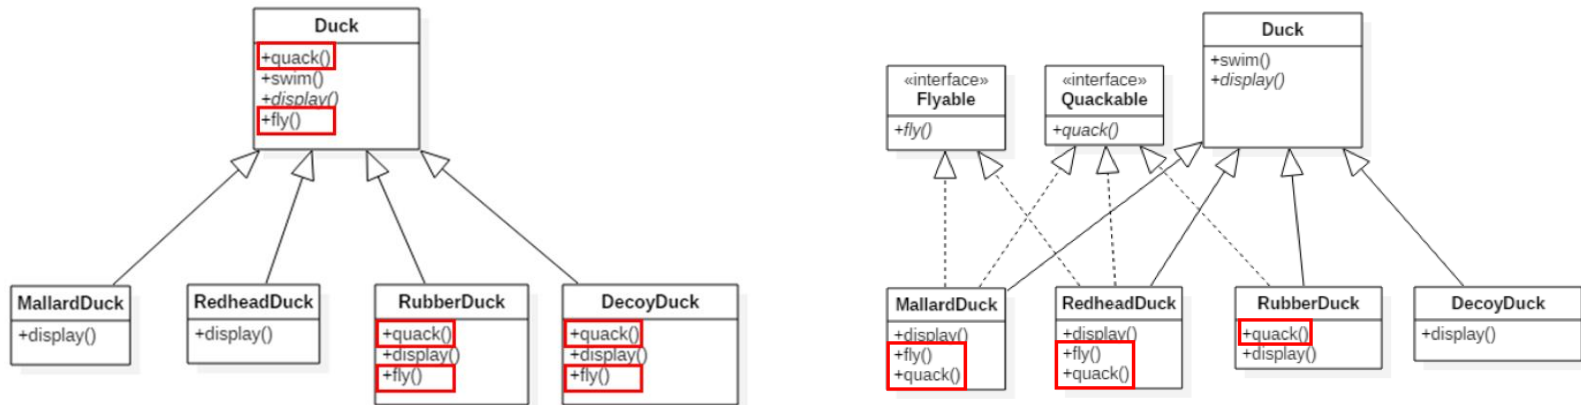 Duck
+quack()
+swim()
+display()
+fly()
MallardDuck
+display()
RedheadDuck
+display()
RubberDuck
+quack()
+display()
+fly()
DecoyDuck
+quack()
+display()
+fly()
«interface»
Flyable
+fly()
«interface»
Quackable
+quack()
Duck
+swim()
+display()
MallardDuck
+display()
+fly()
+quack()
RedheadDuck
+display()
+fly()
+quack()
RubberDuck
+quack()
+display()
DecoyDuck
+display()